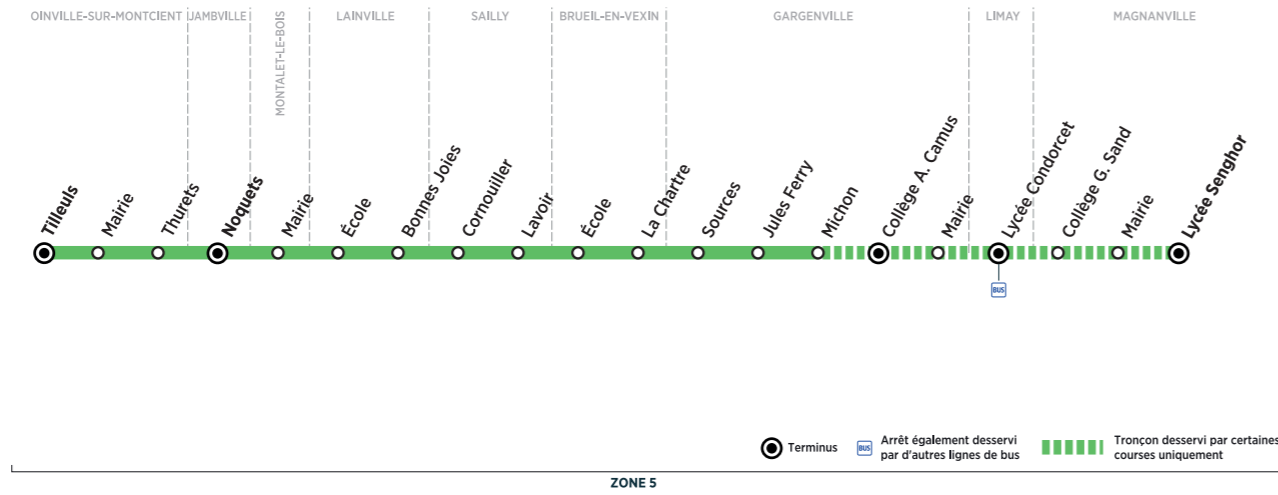 OINVILLE-SUR-MONTCIENT
JAMBVILLE
MONTALET-LE-BOIS
LAINVILLE
SAILLY
BRUEIL-EN-VEXIN
GARGENVILLE
LIMAY
MAGNANVILLE
Tilleuls
Mairie
Thurets
Noquets
Mairie
École
Bonnes Joies
Cornouiller
Lavoir
École
La Chartre
Sources
Jules Ferry
Michon
Collège A. Camus
Mairie
Lycée Condorcet
Collège G. Sand
Mairie
Lycée Senghor
BUS
Terminus
BUS
Arrêt également desservi
par d'autres lignes de bus
Tronçon desservi par certaines
courses uniquement
ZONE 5